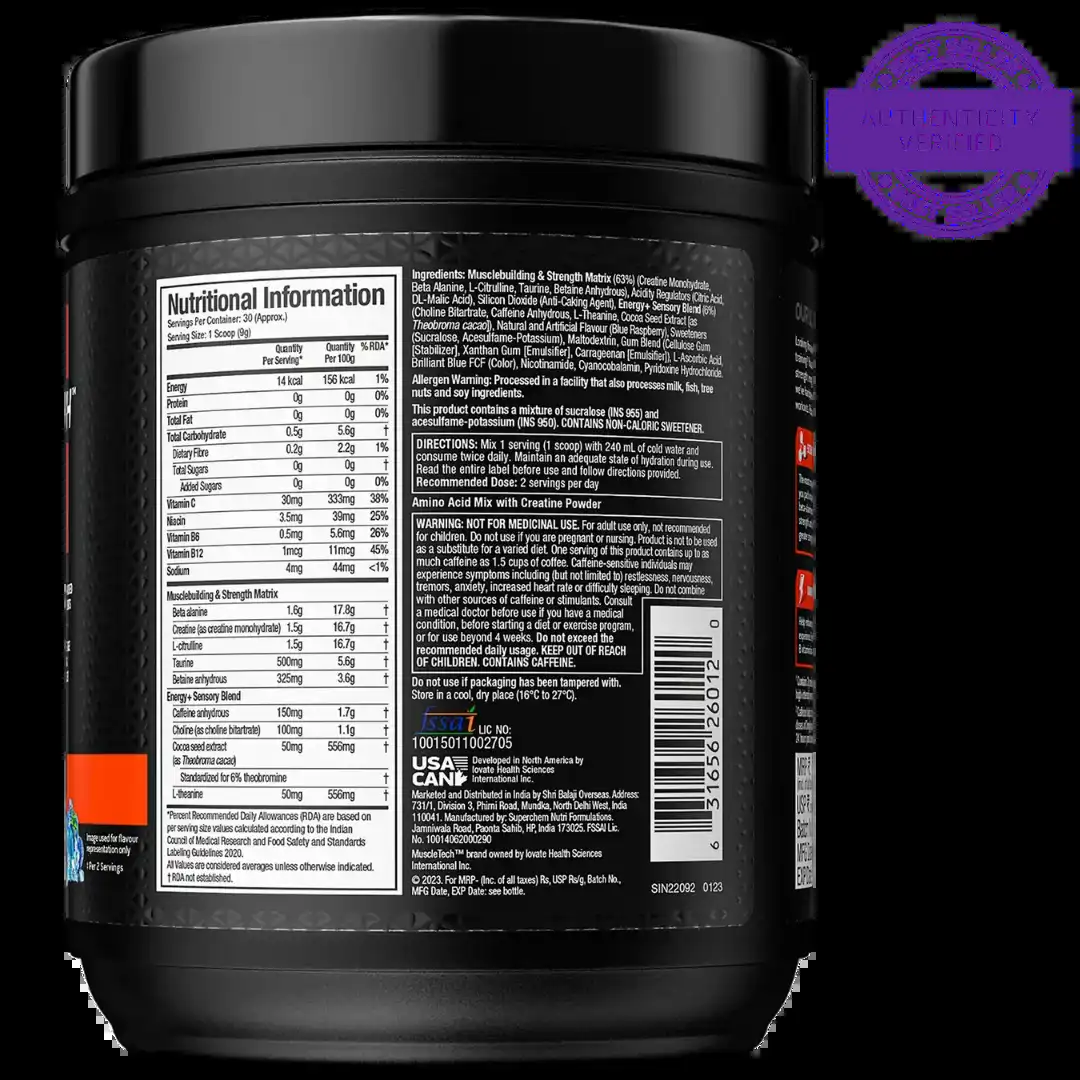 BEST SELLER
AUTHENTICITY
VERIFIED
BEST SELLER
Nutritional Information
Servings Per Container: 30 (Approx.)
Serving Size: 1 Scoop (9g)
Quantity Per Serving* Quantity Per 100g % RDA*
Energy 14 kcal 156 kcal 1%
Protein 0g 0g 0%
Total Fat 0g 0g 0%
Total Carbohydrate 0.5g 5.6g †
Dietary Fibre 0.2g 2.2g 1%
Total Sugars 0g 0g †
Added Sugars 0g 0g 0%
Vitamin C 30mg 333mg 38%
Niacin 3.5mg 39mg 25%
Vitamin B6 0.5mg 5.6mg 26%
Vitamin B12 1mcg 11mcg 45%
Sodium 4mg 44mg <1%
Musclebuilding & Strength Matrix
Beta alanine 1.6g 17.8g †
Creatine (as creatine monohydrate) 1.5g 16.7g †
L-citrulline 1.5g 16.7g †
Taurine 500mg 5.6g †
Betaine anhydrous 325mg 3.6g †
Energy+ Sensory Blend
Caffeine anhydrous 150mg 1.7g †
Choline (as choline bitartrate) 100mg 1.1g †
Cocoa seed extract 50mg 556mg †
(as Theobroma cacao)
Standardized for 6% theobromine †
L-theanine 50mg 556mg †
*Percent Recommended Daily Allowances (RDA) are based on
per serving size values calculated according to the Indian
Council of Medical Research and Food Safety and Standards
Labeling Guidelines 2020.
All Values are considered averages unless otherwise indicated.
† RDA not established.
Ingredients: Musclebuilding & Strength Matrix (63%) (Creatine Monohydrate,
Beta Alanine, L-Citrulline, Taurine, Betaine Anhydrous), Acidity Regulators (Citric Acid,
DL-Malic Acid), Silicon Dioxide (Anti-Caking Agent), Energy+ Sensory Blend (6%)
(Choline Bitartrate, Caffeine Anhydrous, L-Theanine, Cocoa Seed Extract [as
Theobroma cacao]), Natural and Artificial Flavour (Blue Raspberry), Sweeteners
(Sucralose, Acesulfame-Potassium), Maltodextrin, Gum Blend (Cellulose Gum
[Stabilizer], Xanthan Gum [Emulsifier], Carrageenan [Emulsifier]), L-Ascorbic Acid,
Brilliant Blue FCF (Color), Nicotinamide, Cyanocobalamin, Pyridoxine Hydrochloride.
Allergen Warning: Processed in a facility that also processes milk, fish, tree
nuts and soy ingredients.
This product contains a mixture of sucralose (INS 955) and
acesulfame-potassium (INS 950). CONTAINS NON-CALORIC SWEETENER.
DIRECTIONS: Mix 1 serving (1 scoop) with 240 mL of cold water and
consume twice daily. Maintain an adequate state of hydration during use.
Read the entire label before use and follow directions provided.
Recommended Dose: 2 servings per day
Amino Acid Mix with Creatine Powder
WARNING: NOT FOR MEDICINAL USE. For adult use only, not recommended
for children. Do not use if you are pregnant or nursing. Product is not to be used
as a substitute for a varied diet. One serving of this product contains up to as
much caffeine as 1.5 cups of coffee. Caffeine-sensitive individuals may
experience symptoms including (but not limited to) restlessness, nervousness,
tremors, anxiety, increased heart rate or difficulty sleeping. Do not combine
with other sources of caffeine or stimulants. Consult
a medical doctor before use if you have a medical
condition, before starting a diet or exercise program,
or for use beyond 4 weeks. Do not exceed the
recommended daily usage. KEEP OUT OF REACH
OF CHILDREN. CONTAINS CAFFEINE.
Do not use if packaging has been tampered with.
Store in a cool, dry place (16°C to 27°C).
fssai LIC NO:
10015011002705
USA
CAN
Developed in North America by
Iovate Health Sciences
International Inc.
Marketed and Distributed in India by Shri Balaji Overseas. Address:
731/1, Division 3, Phirni Road, Mundka, North Delhi West, India
110041. Manufactured by: Superchem Nutri Formulations.
Jamniwala Road, Paonta Sahib, HP, India 173025. FSSAI Lic.
No. 10014062000290
MuscleTech™ brand owned by Iovate Health Sciences
International Inc.
© 2023. For MRP- (Inc. of all taxes) Rs, USP Rs/g, Batch No.,
MFG Date, EXP Date: see bottle.
6 31656 26012 0
SIN22092 0123
Image used for flavour
representation only
‡ Per 2 Servings